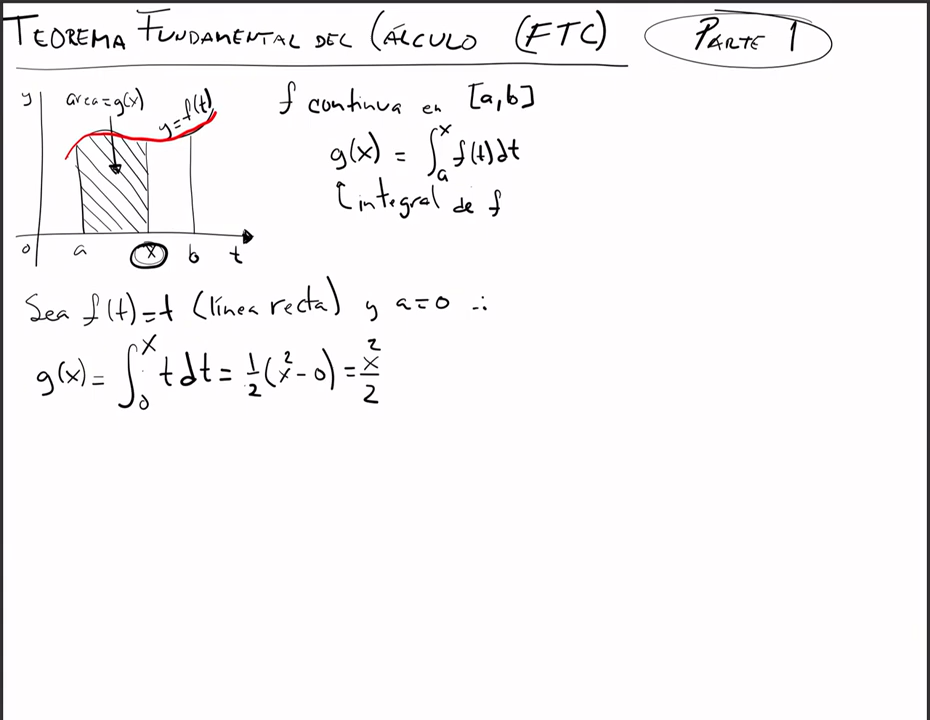 TEOREMA FUNDAMENTAL DEL CÁLCULO (FTC) PARTE 1
y area=g(x) y=f(t)
0 a x b t
f continua en [a,b]
g(x) = ∫ₐˣ f(t)dt
↑ integral de f
Sea f(t)=t (línea recta) y a=0 ∴
g(x) = ∫₀ˣ t dt = 1/2 (x²-0) = x²/2